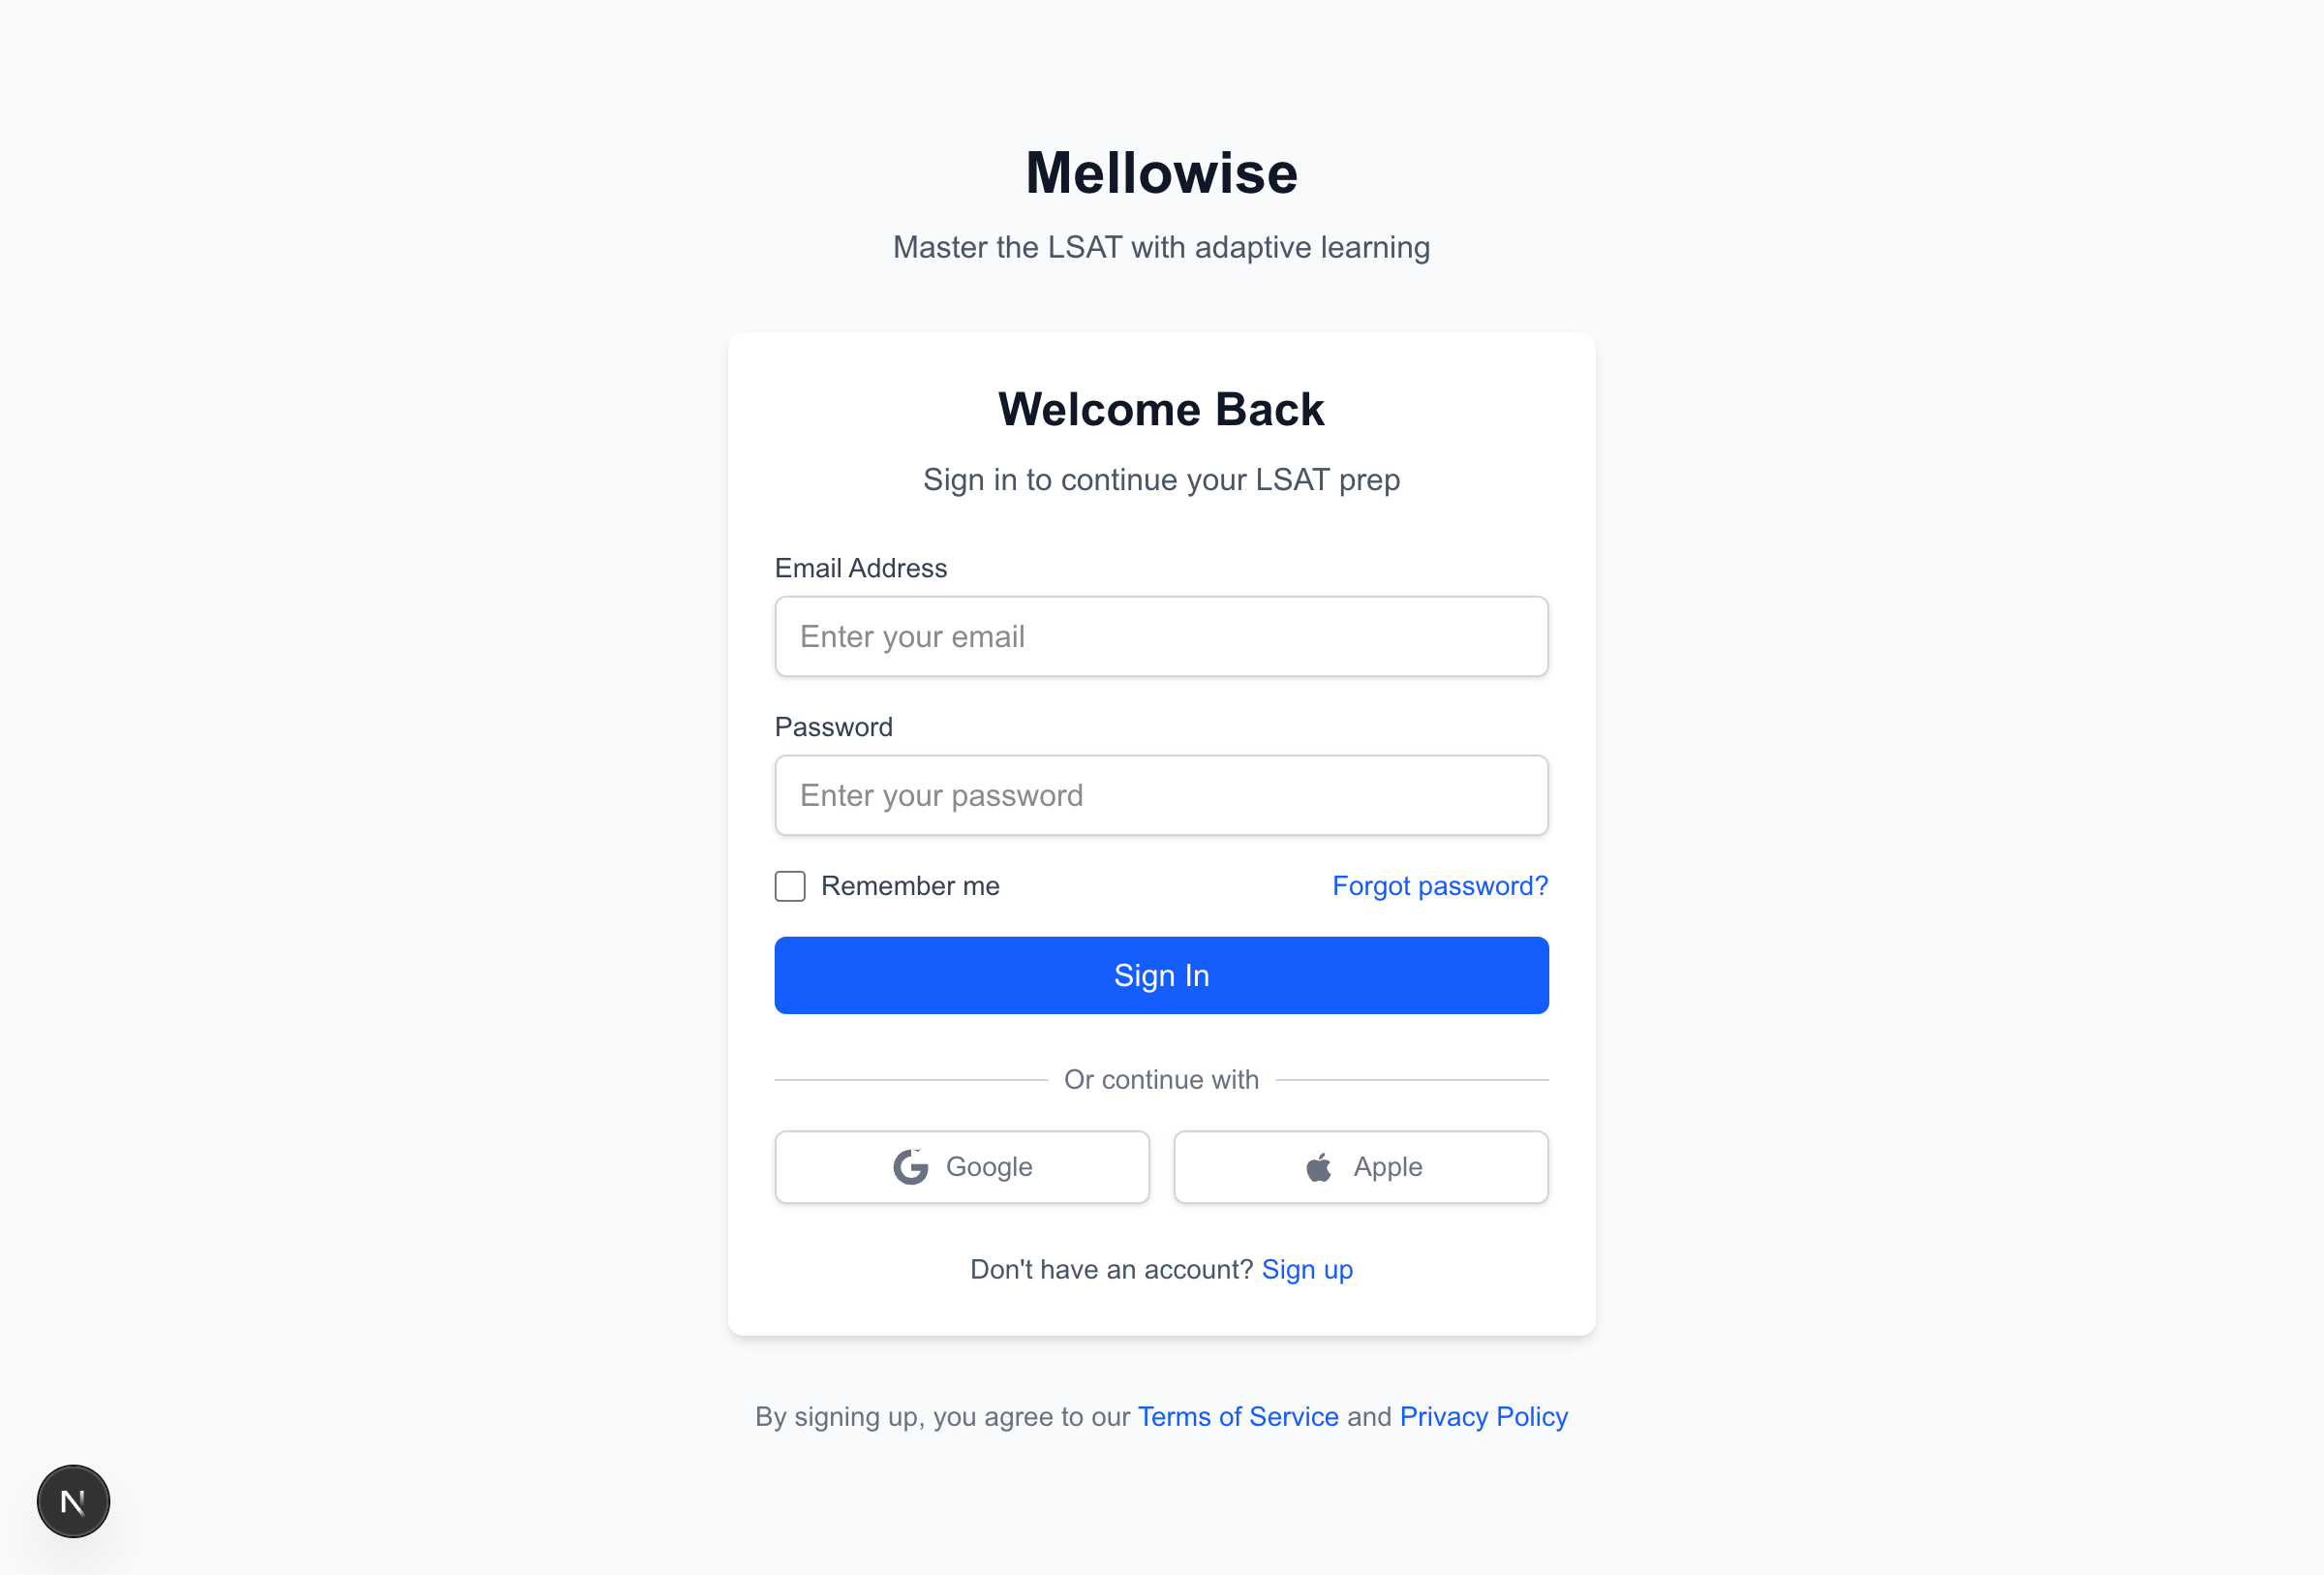 Mellowise
Master the LSAT with adaptive learning
Welcome Back
Sign in to continue your LSAT prep
Email Address
Enter your email
Password
Enter your password
Remember me Forgot password?
Sign In
Or continue with
Google Apple
Don't have an account? Sign up
By signing up, you agree to our Terms of Service and Privacy Policy
N